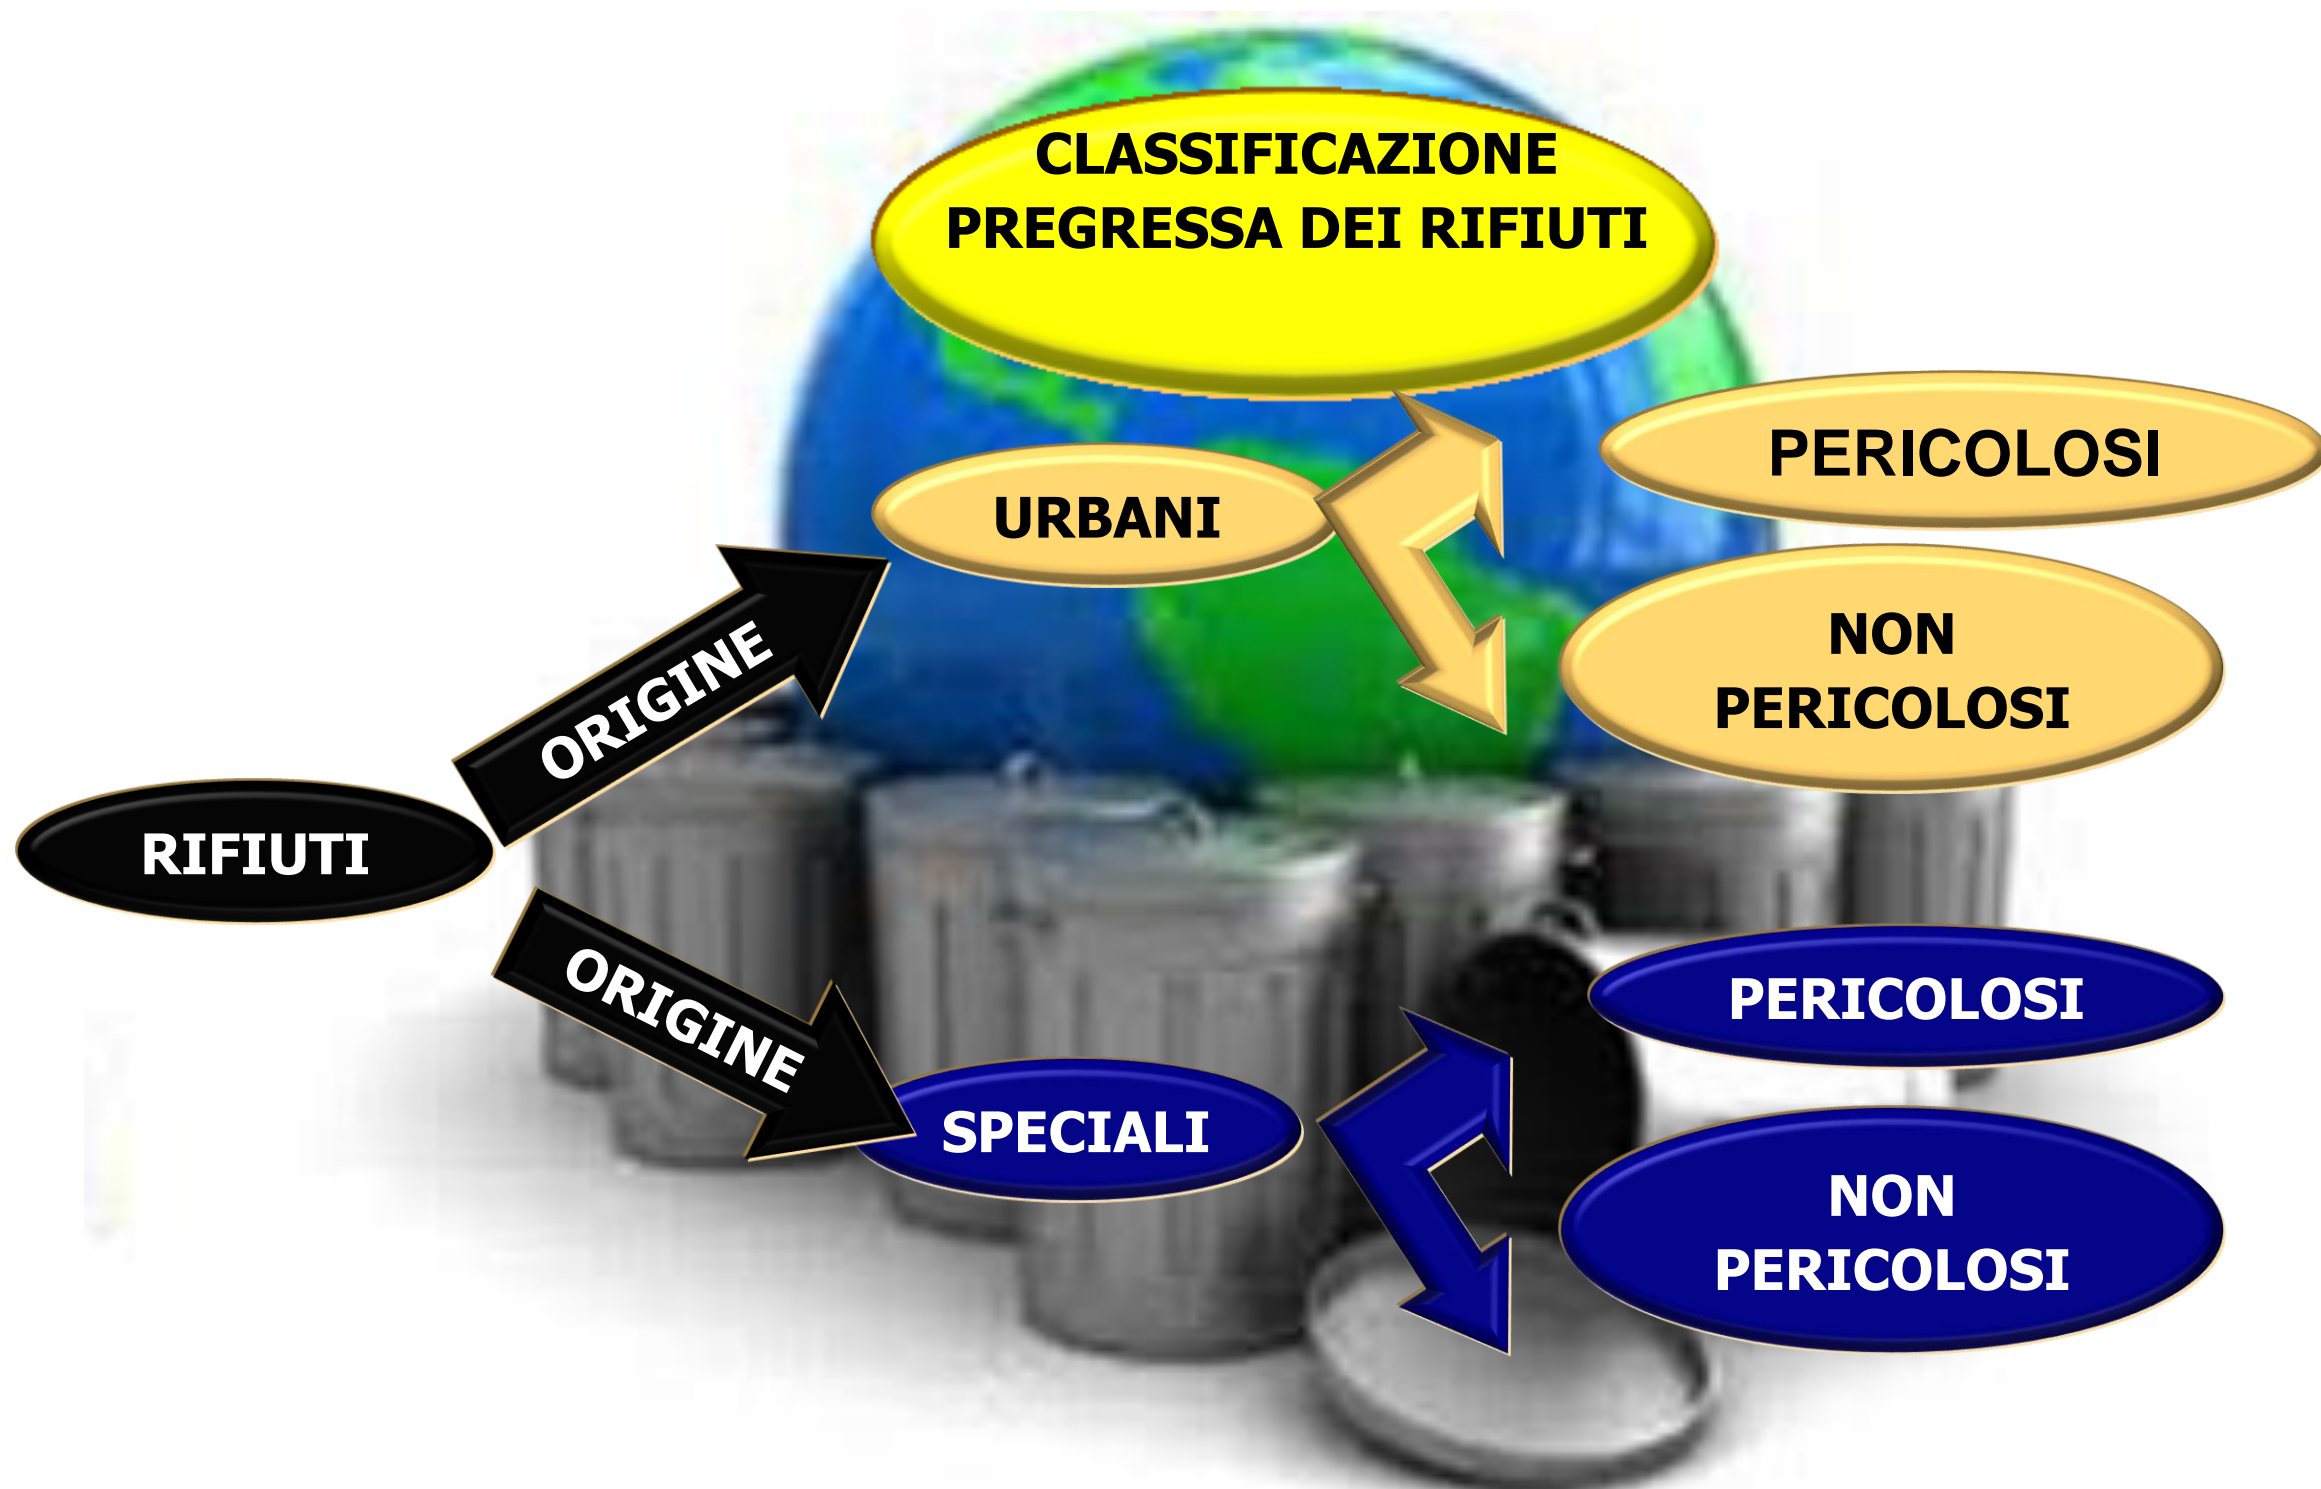 CLASSIFICAZIONE
PREGRESSA DEI RIFIUTI
PERICOLOSI
URBANI
NON
PERICOLOSI
ORIGINE
RIFIUTI
ORIGINE
PERICOLOSI
SPECIALI
NON
PERICOLOSI